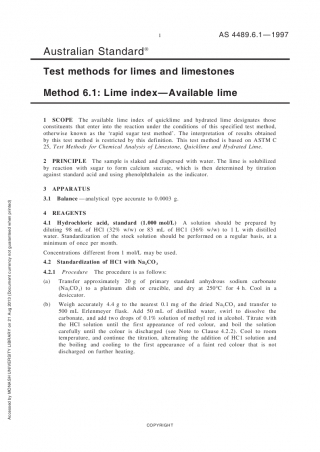 1
AS 4489.6.1—1997
Australian Standard®
Test methods for limes and limestones
Method 6.1: Lime index—Available lime
1 SCOPE The available lime index of quicklime and hydrated lime designates those
constituents that enter into the reaction under the conditions of this specified test method,
otherwise known as the ‘rapid sugar test method’. The interpretation of results obtained
by this test method is restricted by this definition. This test method is based on ASTM C
25, Test Methods for Chemical Analysis of Limestone, Quicklime and Hydrated Lime.
2 PRINCIPLE The sample is slaked and dispersed with water. The lime is solubilized
by reaction with sugar to form calcium sucrate, which is then determined by titration
against standard acid and using phenolphthalein as the indicator.
3 APPARATUS
3.1 Balance—analytical type accurate to 0.0005 g.
4 REAGENTS
4.1 Hydrochloric acid, standard (1.000 mol/L) A solution should be prepared by
diluting 98 mL of HCl (32% w/w) or 83 mL of HCl (36% w/w) to 1 L with distilled
water. Standardization of the stock solution should be performed on a regular basis, at a
minimum of once per month.
Concentrations different from 1 mol/L may be used.
4.2 Standardization of HCl with Na₂CO₃
4.2.1 Procedure The procedure is as follows:
(a) Transfer approximately 20 g of primary standard anhydrous sodium carbonate
(Na₂CO₃) to a platinum dish or crucible, and dry at 250°C for 4 h. Cool in a
desiccator.
(b) Weigh accurately 4.4 g to the nearest 0.1 mg of the dried Na₂CO₃ and transfer to
500 mL Erlenmeyer flask. Add 50 mL of distilled water, swirl to dissolve the
carbonate, and add two drops of 0.1% solution of methyl red in alcohol. Titrate with
the HCl solution until the first appearance of red colour, and boil the solution
carefully until the colour is discharged (see Note to Clause 4.2.2). Cool to room
temperature, and continue the titration, alternating the addition of HCl solution and
the boiling and cooling to the first appearance of a faint red colour that is not
discharged on further heating.
COPYRIGHT
Accessed by MONASH UNIVERSITY LIBRARY on 21 Aug 2013 (Document currency not guaranteed when printed)